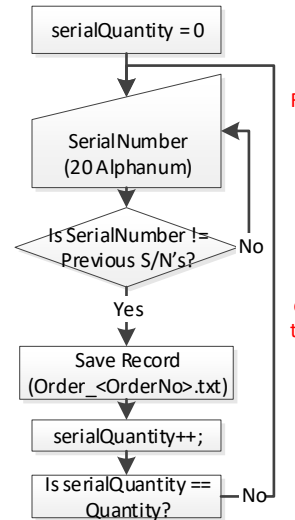 serialQuantity = 0
SerialNumber
(20 Alphanum)
Is SerialNumber !=
Previous S/N's?
No
Yes
Save Record
(Order_<OrderNo>.txt)
serialQuantity++;
Is serialQuantity ==
Quantity?
No